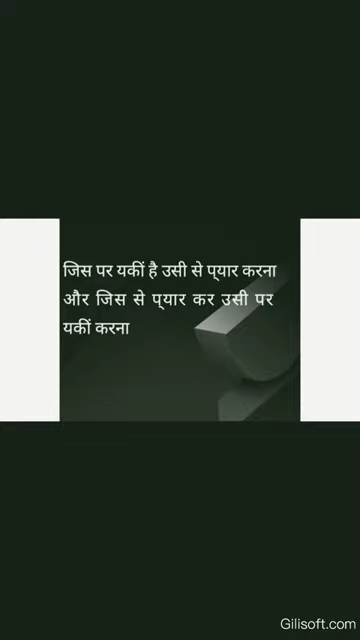 जिस पर यकीं है उसी से प्यार करना
और जिस से प्यार कर उसी पर
यकीं करना
Gilisoft.com